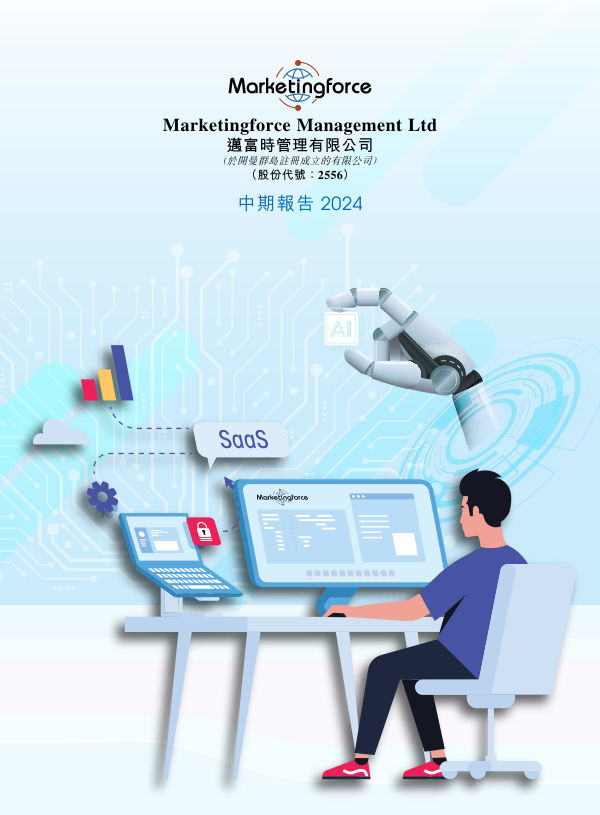 Marketingforce
Marketingforce Management Ltd
邁富時管理有限公司
(於開曼群島註冊成立的有限公司)
(股份代號：2556)
中期報告 2024
AI
SaaS
Marketingforce